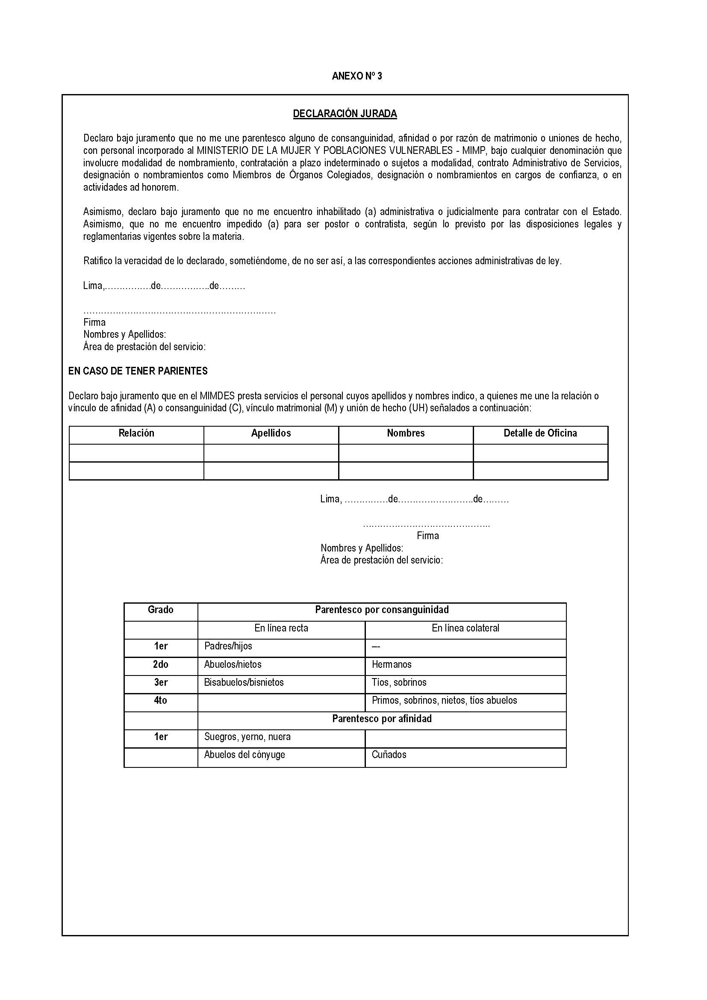 ANEXO Nº 3
DECLARACIÓN JURADA
Declaro bajo juramento que no me une parentesco alguno de consanguinidad, afinidad o por razón de matrimonio o uniones de hecho,
con personal incorporado al MINISTERIO DE LA MUJER Y POBLACIONES VULNERABLES - MIMP, bajo cualquier denominación que
involucre modalidad de nombramiento, contratación a plazo indeterminado o sujetos a modalidad, contrato Administrativo de Servicios,
designación o nombramientos como Miembros de Órganos Colegiados, designación o nombramientos en cargos de confianza, o en
actividades ad honorem.
Asimismo, declaro bajo juramento que no me encuentro inhabilitado (a) administrativa o judicialmente para contratar con el Estado.
Asimismo, que no me encuentro impedido (a) para ser postor o contratista, según lo previsto por las disposiciones legales y
reglamentarias vigentes sobre la materia.
Ratifico la veracidad de lo declarado, sometiéndome, de no ser así, a las correspondientes acciones administrativas de ley.
Lima,…………….de……………..de………
…………………………………………………………
Firma
Nombres y Apellidos:
Área de prestación del servicio:
EN CASO DE TENER PARIENTES
Declaro bajo juramento que en el MIMDES presta servicios el personal cuyos apellidos y nombres indico, a quienes me une la relación o
vínculo de afinidad (A) o consanguinidad (C), vínculo matrimonial (M) y unión de hecho (UH) señalados a continuación:
Relación Apellidos Nombres Detalle de Oficina
Lima, ……………de……………………..de………
……………………………………..
Firma
Nombres y Apellidos:
Área de prestación del servicio:
Grado Parentesco por consanguinidad
En línea recta En línea colateral
1er Padres/hijos —-
2do Abuelos/nietos Hermanos
3er Bisabuelos/bisnietos Tíos, sobrinos
4to Primos, sobrinos, nietos, tíos abuelos
Parentesco por afinidad
1er Suegros, yerno, nuera
Abuelos del cónyuge Cuñados